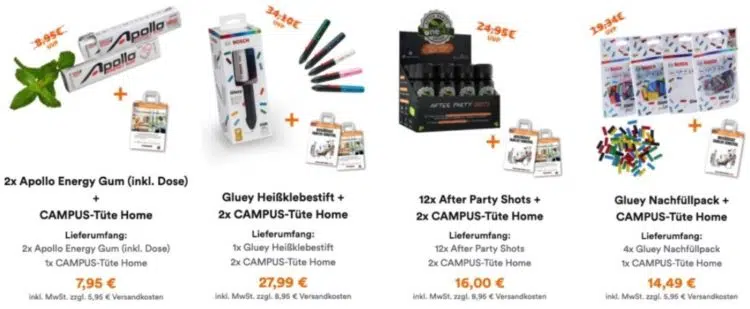 8,95€
UVP
Apollo
Apollo
+
2x Apollo Energy Gum (inkl. Dose)
+
CAMPUS-Tüte Home
Lieferumfang:
2x Apollo Energy Gum (inkl. Dose)
1x CAMPUS-Tüte Home
7,95 €
inkl. MwSt. zzgl. 5,95 € Versandkosten
34,10€
UVP
BOSCH
Gluey
+
Gluey Heißklebestift +
2x CAMPUS-Tüte Home
Lieferumfang:
1x Gluey Heißklebestift
2x CAMPUS-Tüte Home
27,99 €
inkl. MwSt. zzgl. 8,95 € Versandkosten
24,95€
UVP
one
AFTER PARTY SHOTS
+
12x After Party Shots +
2x CAMPUS-Tüte Home
Lieferumfang:
12x After Party Shots
2x CAMPUS-Tüte Home
16,00 €
inkl. MwSt. zzgl. 8,95 € Versandkosten
19,34€
UVP
+
Gluey Nachfüllpack +
CAMPUS-Tüte Home
Lieferumfang:
4x Gluey Nachfüllpack
1x CAMPUS-Tüte Home
14,49 €
inkl. MwSt. zzgl. 5,95 € Versandkosten